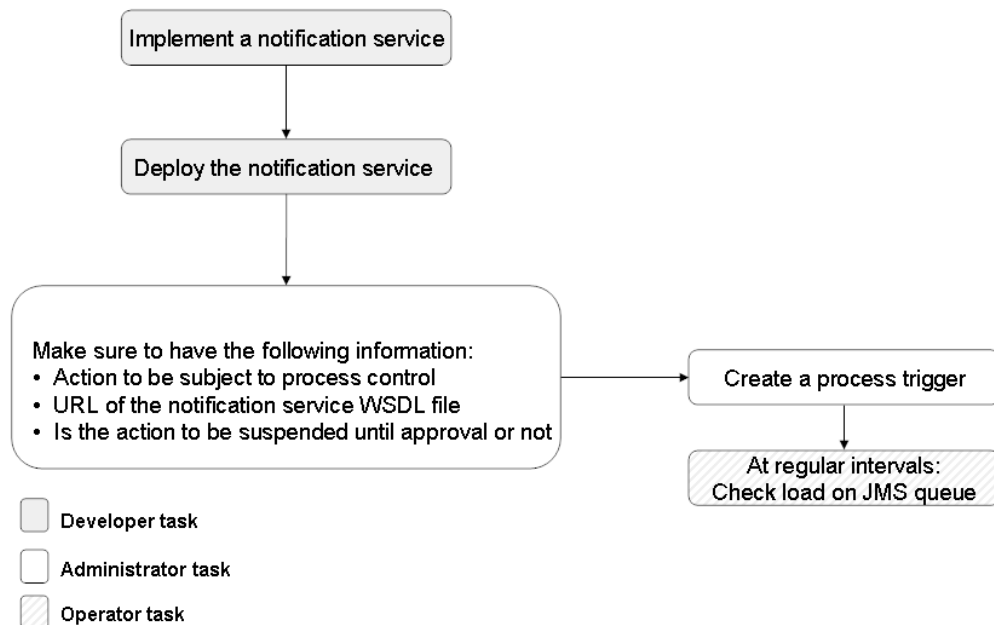 Implement a notification service
Deploy the notification service
Make sure to have the following information:
• Action to be subject to process control
• URL of the notification service WSDL file
• Is the action to be suspended until approval or not
Create a process trigger
At regular intervals:
Check load on JMS queue
Developer task
Administrator task
Operator task